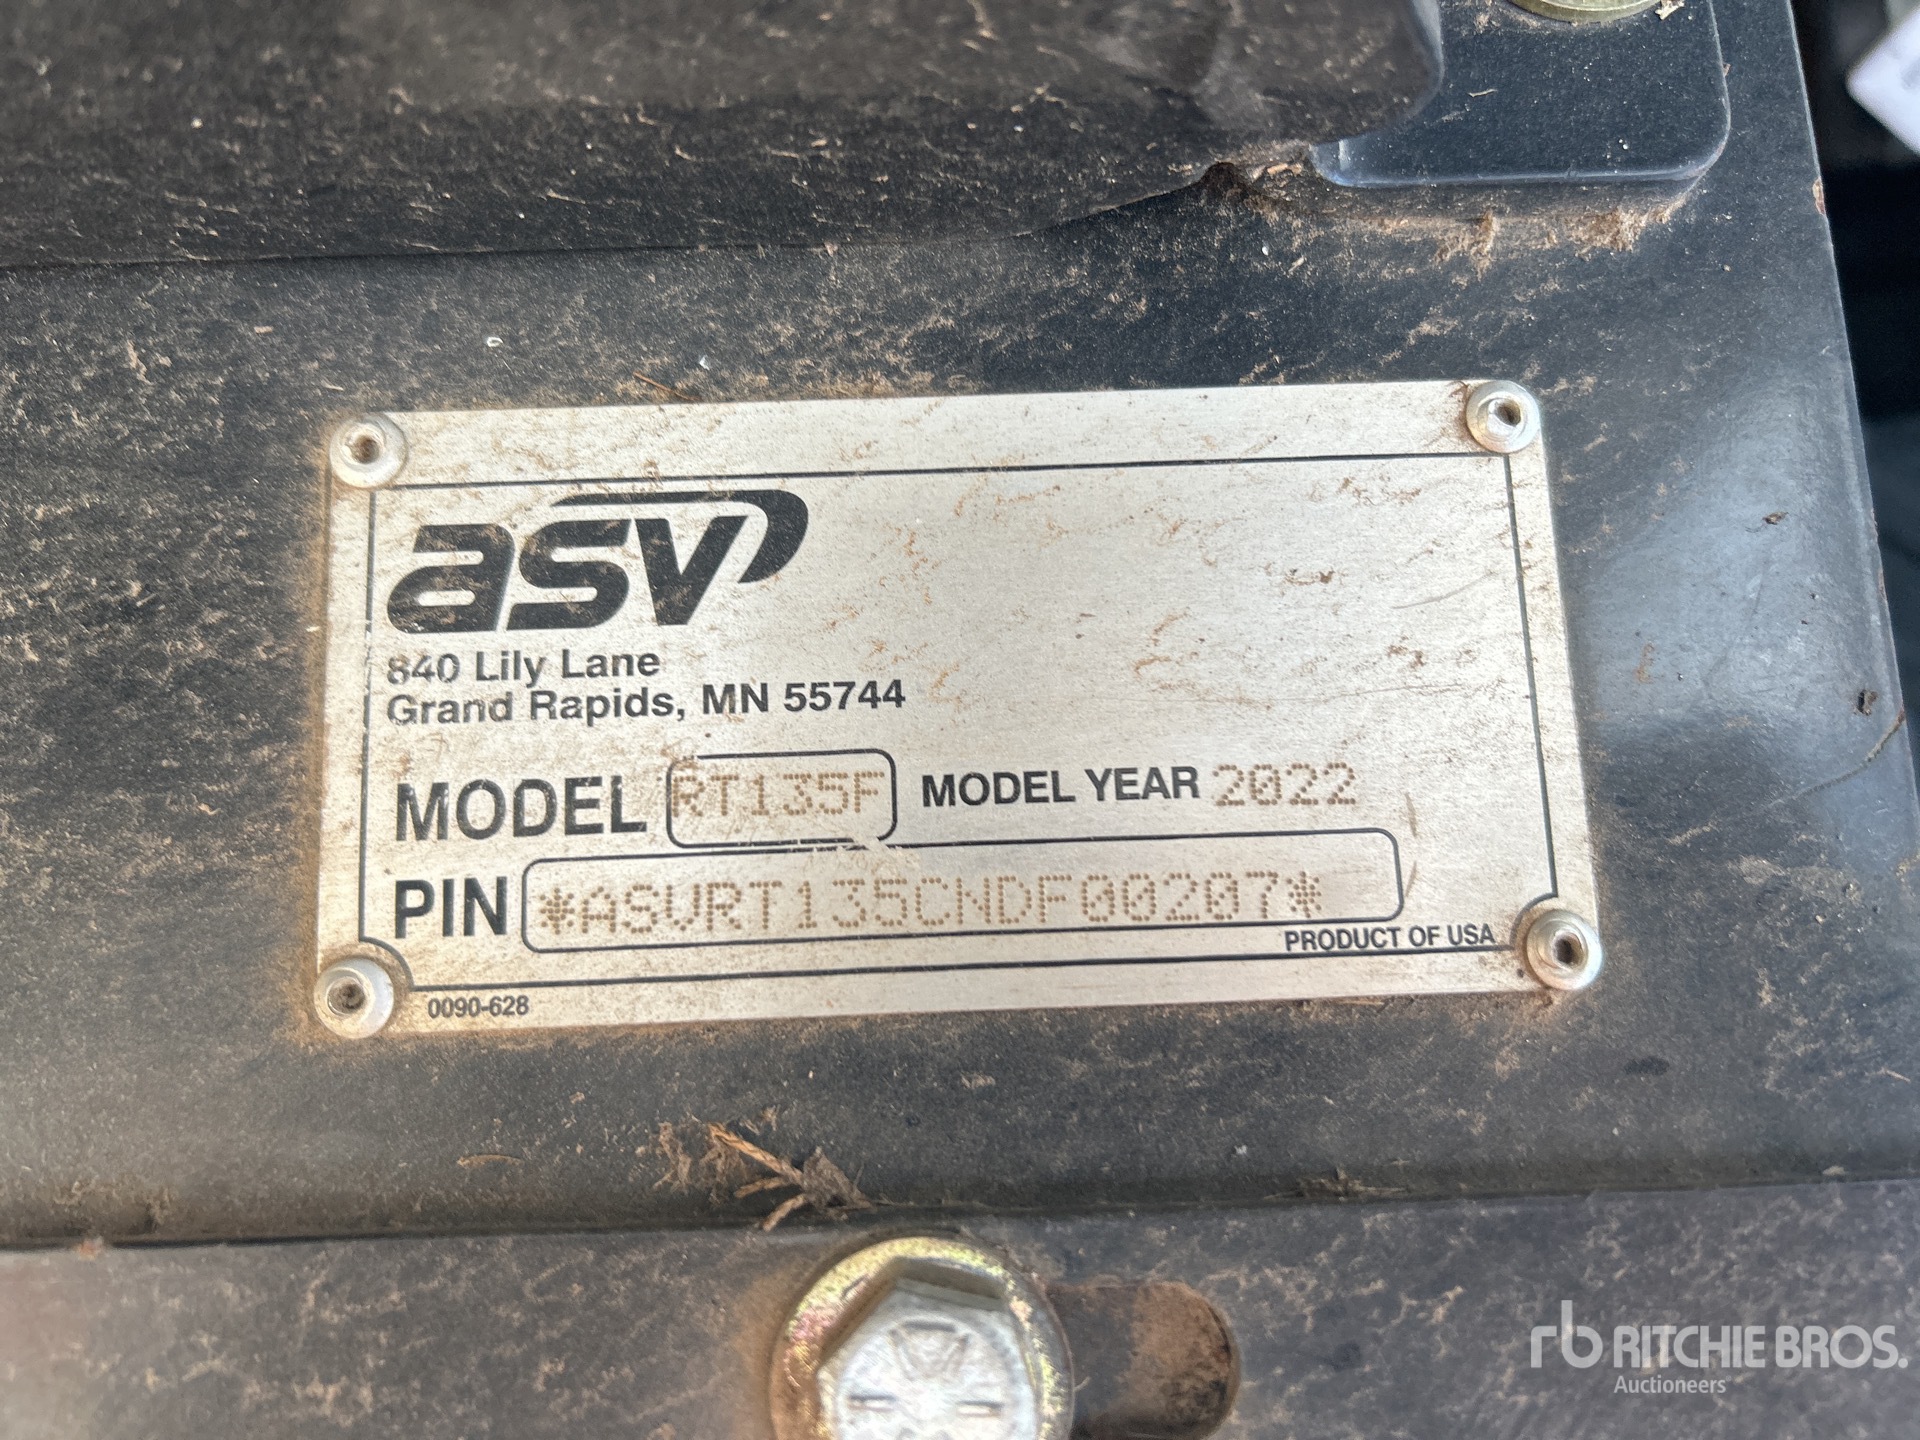 asv
840 Lily Lane
Grand Rapids, MN 55744
MODEL RT135F MODEL YEAR 2022
PIN *ASVRT135CNDF00207*
PRODUCT OF USA
0090-628
rb RITCHIE BROS.
Auctioneers